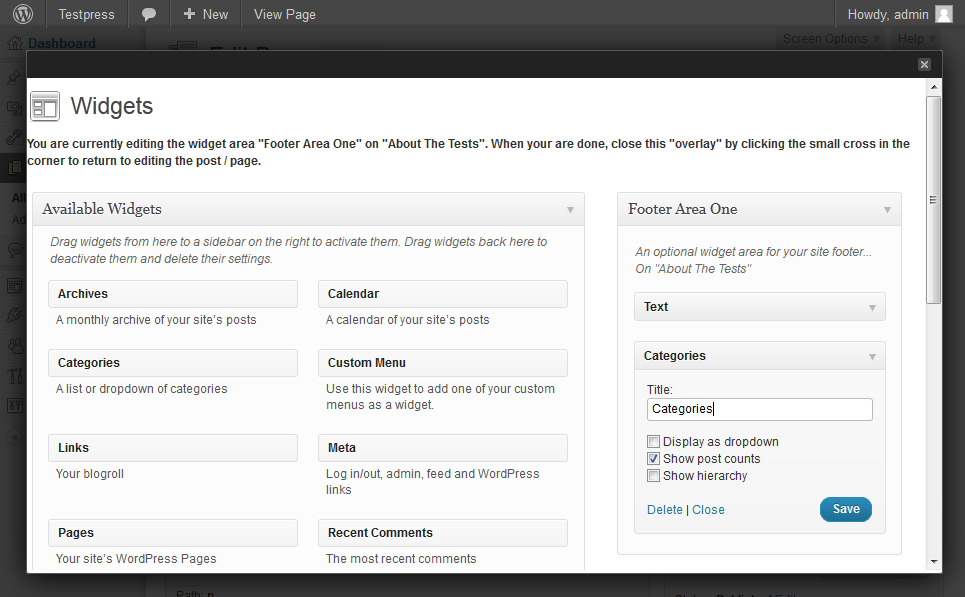 Testpress
New
View Page
Howdy, admin
Dashboard
Screen Options
Help
Widgets
You are currently editing the widget area "Footer Area One" on "About The Tests". When your are done, close this "overlay" by clicking the small cross in the
corner to return to editing the post / page.
Available Widgets
Drag widgets from here to a sidebar on the right to activate them. Drag widgets back here to
deactivate them and delete their settings.
Archives
A monthly archive of your site's posts
Calendar
A calendar of your site's posts
Categories
A list or dropdown of categories
Custom Menu
Use this widget to add one of your custom
menus as a widget.
Links
Your blogroll
Meta
Log in/out, admin, feed and WordPress
links
Pages
Your site's WordPress Pages
Recent Comments
The most recent comments
Footer Area One
An optional widget area for your site footer...
On "About The Tests"
Text
Categories
Title:
Categories
Display as dropdown
Show post counts
Show hierarchy
Delete | Close
Save
All
Path: p